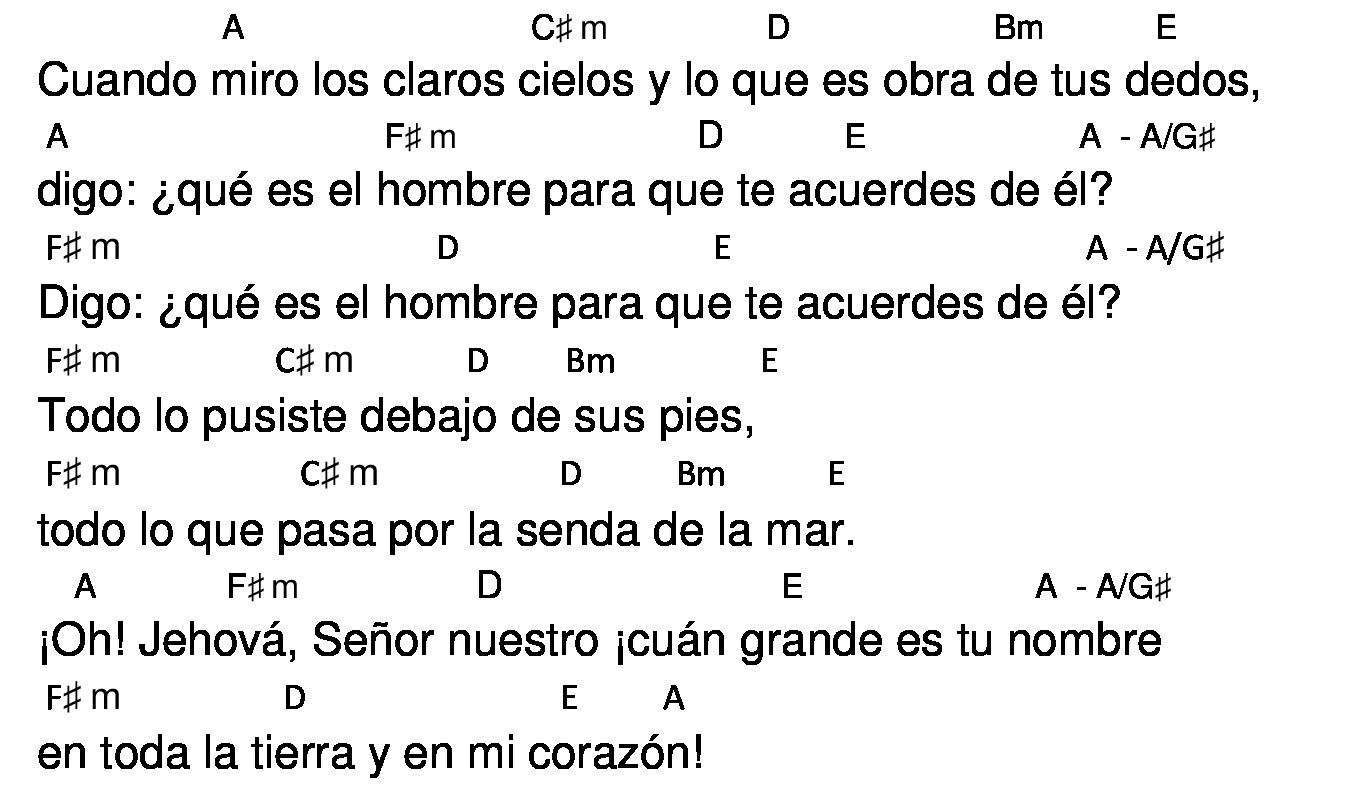 A C♯ m D Bm E
Cuando miro los claros cielos y lo que es obra de tus dedos,
A F♯ m D E A - A/G♯
digo: ¿qué es el hombre para que te acuerdes de él?
F♯ m D E A - A/G♯
Digo: ¿qué es el hombre para que te acuerdes de él?
F♯ m C♯ m D Bm E
Todo lo pusiste debajo de sus pies,
F♯ m C♯ m D Bm E
todo lo que pasa por la senda de la mar.
A F♯ m D E A - A/G♯
¡Oh! Jehová, Señor nuestro ¡cuán grande es tu nombre
F♯ m D E A
en toda la tierra y en mi corazón!